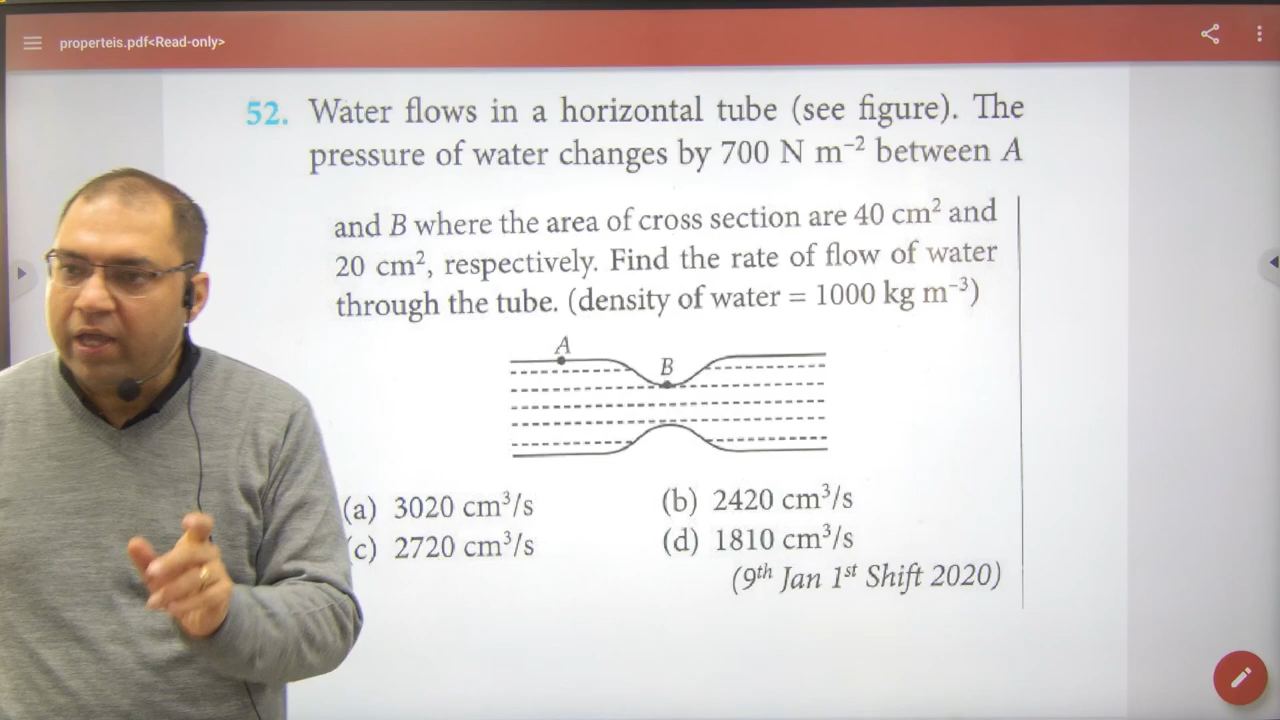 properteis.pdf<Read-only>
52. Water flows in a horizontal tube (see figure). The
pressure of water changes by 700 N m⁻² between A
and B where the area of cross section are 40 cm² and
20 cm², respectively. Find the rate of flow of water
through the tube. (density of water = 1000 kg m⁻³)
A
B
(a) 3020 cm³/s (b) 2420 cm³/s
(c) 2720 cm³/s (d) 1810 cm³/s
(9th Jan 1st Shift 2020)